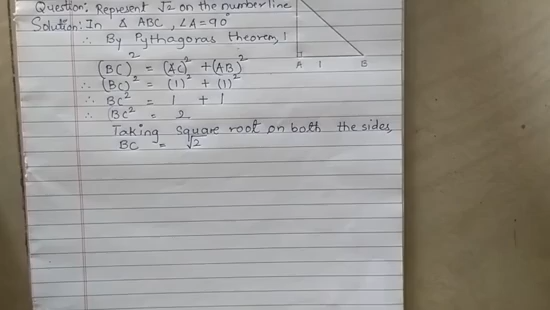 Question: Represent √2 on the number line
Solution: In △ ABC, ∠A = 90°
∴ By Pythagoras theorem, 1
(BC)² = (AC)² + (AB)²
∴ (BC)² = (1)² + (1)²
∴ BC² = 1 + 1
∴ BC² = 2
Taking square root on both the sides,
BC = √2
A 1 B